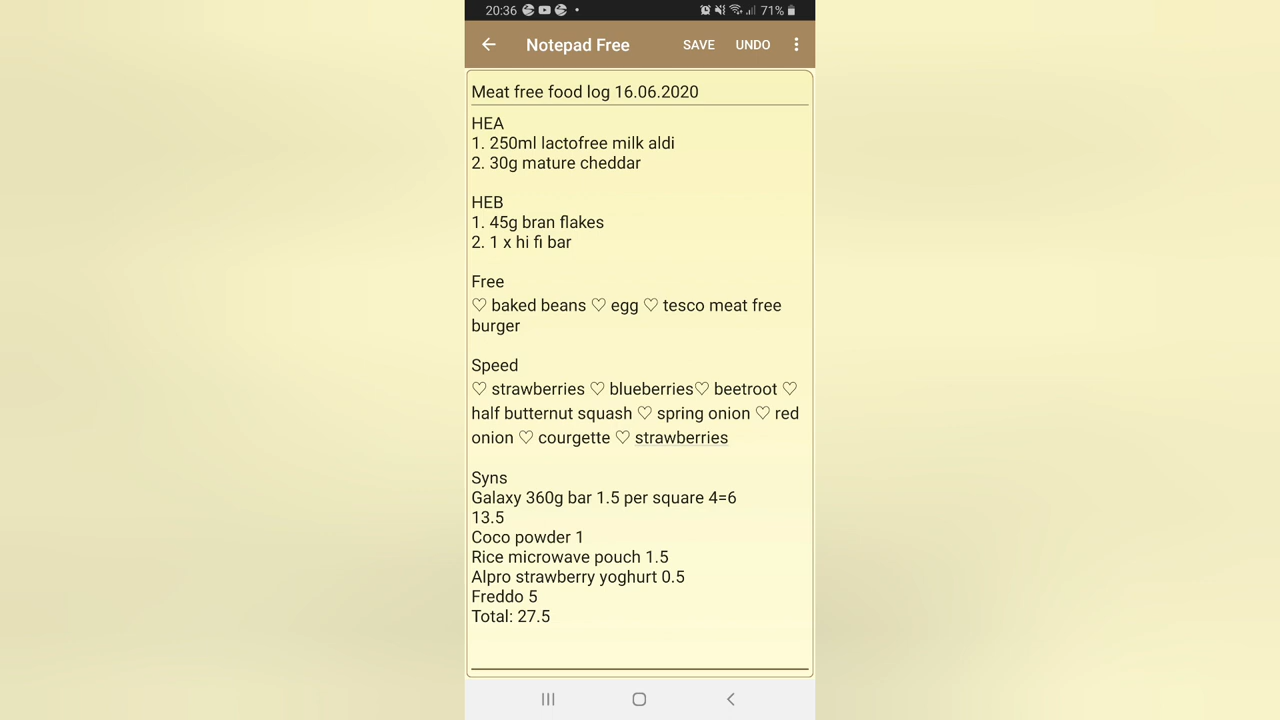 20:36 71%
Notepad Free SAVE UNDO
Meat free food log 16.06.2020
HEA
1. 250ml lactofree milk aldi
2. 30g mature cheddar
HEB
1. 45g bran flakes
2. 1 x hi fi bar
Free
♡ baked beans ♡ egg ♡ tesco meat free
burger
Speed
♡ strawberries ♡ blueberries♡ beetroot ♡
half butternut squash ♡ spring onion ♡ red
onion ♡ courgette ♡ strawberries
Syns
Galaxy 360g bar 1.5 per square 4=6
13.5
Coco powder 1
Rice microwave pouch 1.5
Alpro strawberry yoghurt 0.5
Freddo 5
Total: 27.5